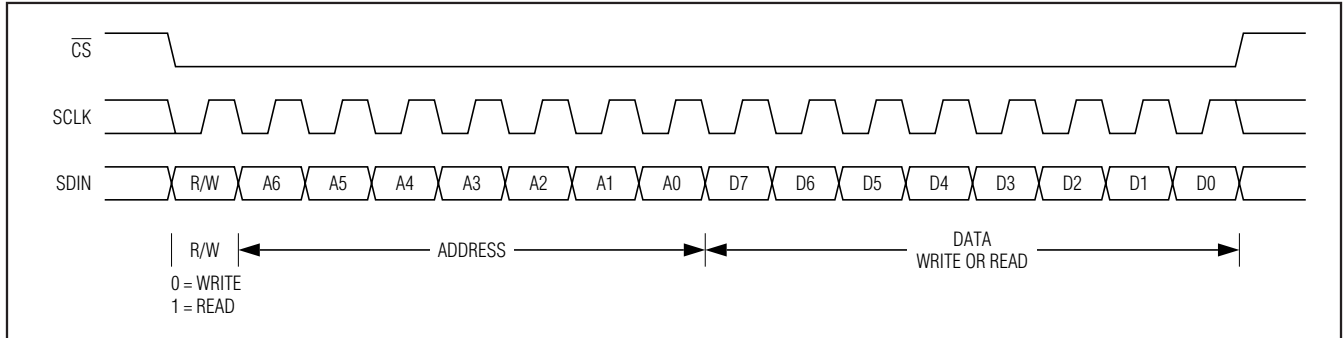 C̅S̅
SCLK
SDIN R/W A6 A5 A4 A3 A2 A1 A0 D7 D6 D5 D4 D3 D2 D1 D0
R/W ADDRESS DATA
WRITE OR READ
0 = WRITE
1 = READ